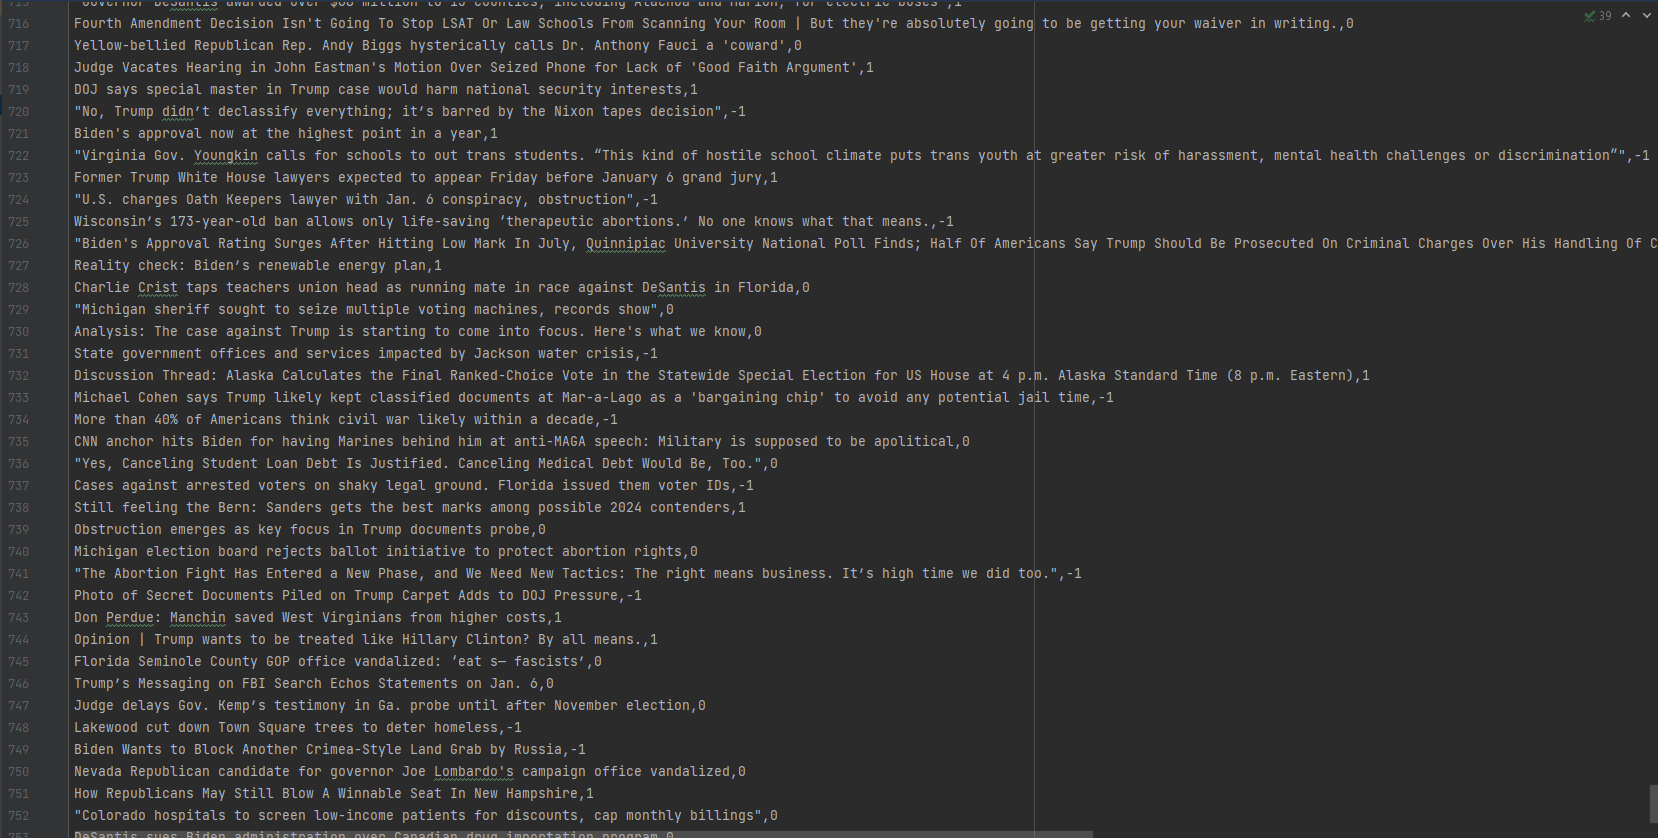 715 "Governor DeSantis awarded over $68 million to 13 counties, including Alachua and Marion, for electric buses",1
39
716 Fourth Amendment Decision Isn't Going To Stop LSAT Or Law Schools From Scanning Your Room | But they're absolutely going to be getting your waiver in writing.,0
717 Yellow-bellied Republican Rep. Andy Biggs hysterically calls Dr. Anthony Fauci a 'coward',0
718 Judge Vacates Hearing in John Eastman's Motion Over Seized Phone for Lack of 'Good Faith Argument',1
719 DOJ says special master in Trump case would harm national security interests,1
720 "No, Trump didn’t declassify everything; it’s barred by the Nixon tapes decision",-1
721 Biden's approval now at the highest point in a year,1
722 "Virginia Gov. Youngkin calls for schools to out trans students. “This kind of hostile school climate puts trans youth at greater risk of harassment, mental health challenges or discrimination”",-1
723 Former Trump White House lawyers expected to appear Friday before January 6 grand jury,1
724 "U.S. charges Oath Keepers lawyer with Jan. 6 conspiracy, obstruction",-1
725 Wisconsin’s 173-year-old ban allows only life-saving ‘therapeutic abortions.’ No one knows what that means.,-1
726 "Biden's Approval Rating Surges After Hitting Low Mark In July, Quinnipiac University National Poll Finds; Half Of Americans Say Trump Should Be Prosecuted On Criminal Charges Over His Handling Of C
727 Reality check: Biden’s renewable energy plan,1
728 Charlie Crist taps teachers union head as running mate in race against DeSantis in Florida,0
729 "Michigan sheriff sought to seize multiple voting machines, records show",0
730 Analysis: The case against Trump is starting to come into focus. Here's what we know,0
731 State government offices and services impacted by Jackson water crisis,-1
732 Discussion Thread: Alaska Calculates the Final Ranked-Choice Vote in the Statewide Special Election for US House at 4 p.m. Alaska Standard Time (8 p.m. Eastern),1
733 Michael Cohen says Trump likely kept classified documents at Mar-a-Lago as a 'bargaining chip' to avoid any potential jail time,-1
734 More than 40% of Americans think civil war likely within a decade,-1
735 CNN anchor hits Biden for having Marines behind him at anti-MAGA speech: Military is supposed to be apolitical,0
736 "Yes, Canceling Student Loan Debt Is Justified. Canceling Medical Debt Would Be, Too.",0
737 Cases against arrested voters on shaky legal ground. Florida issued them voter IDs,-1
738 Still feeling the Bern: Sanders gets the best marks among possible 2024 contenders,1
739 Obstruction emerges as key focus in Trump documents probe,0
740 Michigan election board rejects ballot initiative to protect abortion rights,0
741 "The Abortion Fight Has Entered a New Phase, and We Need New Tactics: The right means business. It’s high time we did too.",-1
742 Photo of Secret Documents Piled on Trump Carpet Adds to DOJ Pressure,-1
743 Don Perdue: Manchin saved West Virginians from higher costs,1
744 Opinion | Trump wants to be treated like Hillary Clinton? By all means.,1
745 Florida Seminole County GOP office vandalized: ‘eat s— fascists’,0
746 Trump’s Messaging on FBI Search Echos Statements on Jan. 6,0
747 Judge delays Gov. Kemp’s testimony in Ga. probe until after November election,0
748 Lakewood cut down Town Square trees to deter homeless,-1
749 Biden Wants to Block Another Crimea-Style Land Grab by Russia,-1
750 Nevada Republican candidate for governor Joe Lombardo's campaign office vandalized,0
751 How Republicans May Still Blow A Winnable Seat In New Hampshire,1
752 "Colorado hospitals to screen low-income patients for discounts, cap monthly billings",0
753 DeSantis sues Biden administration over Canadian drug importation program,0